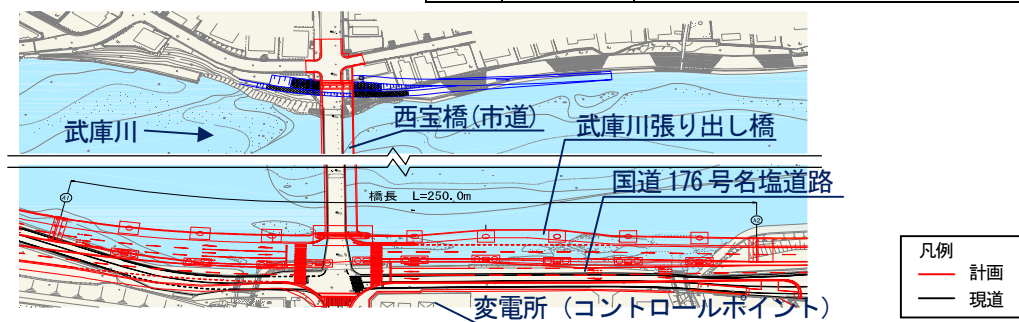 武庫川
西宝橋(市道)
武庫川張り出し橋
国道176号名塩道路
橋長 L=250.0m
A1
A2
凡例
計画
現道
変電所（コントロールポイント）